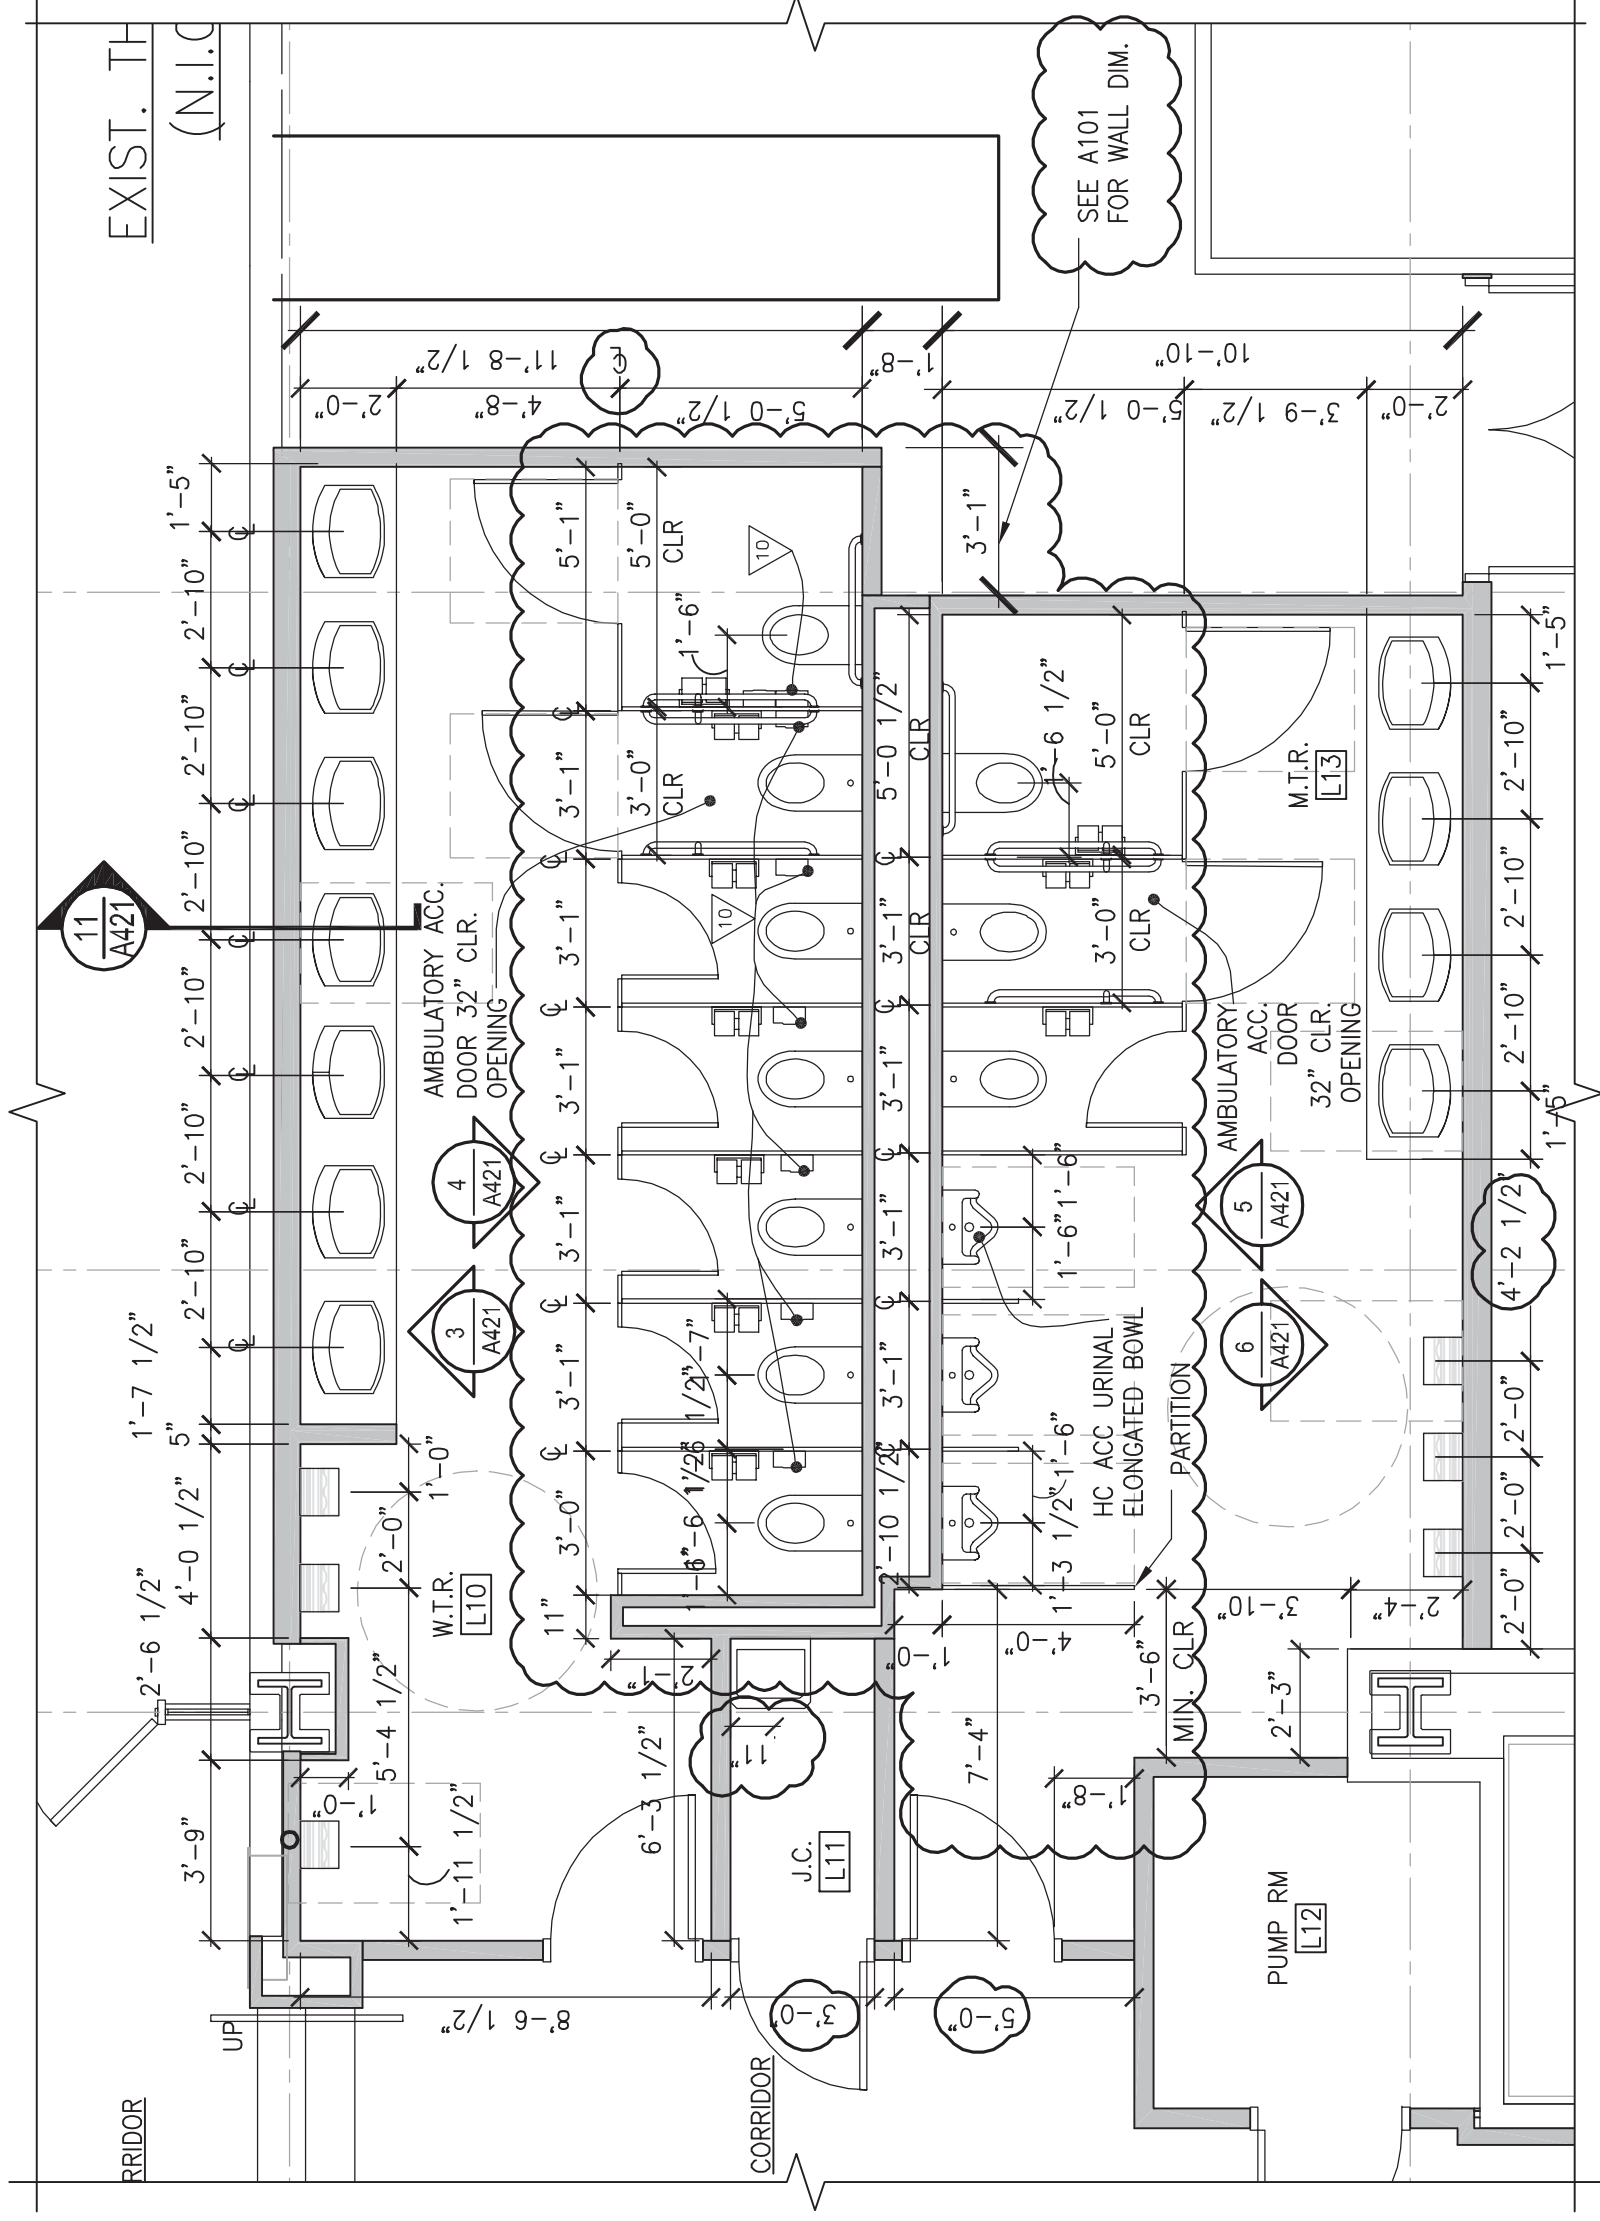 EXIST. TH
(N.I.C
SEE A101
FOR WALL DIM.
11'-8 1/2"
1'-8"
10'-10"
2'-0"
4'-8"
℄
5'-0 1/2"
5'-0 1/2"
3'-9 1/2"
2'-0"
1'-5"
2'-10"
2'-10"
2'-10"
2'-10"
2'-10"
2'-10"
2'-10"
1'-7 1/2"
5"
4'-0 1/2"
2'-6 1/2"
3'-9"
℄
℄
℄
℄
℄
℄
℄
11
A421
AMBULATORY ACC.
DOOR 32" CLR.
OPENING
4
A421
3
A421
1'-0"
2'-0"
5'-4 1/2"
1'-11 1/2"
1'-0"
W.T.R.
L10
5'-1"
3'-1"
3'-1"
3'-1"
3'-1"
3'-1"
3'-0"
11"
℄
℄
℄
℄
℄
℄
5'-0"
CLR
3'-0"
CLR
1'-6"
10
10
1'-7"
2'-1"
6'-3 1/2"
11"
5'-0 1/2"
CLR
3'-1"
CLR
3'-1"
3'-1"
3'-1"
2'-10 1/2"
℄
℄
℄
℄
3'-1"
1'-6 1/2"
5'-0"
CLR
3'-0"
CLR
M.T.R.
L13
AMBULATORY
ACC.
DOOR
32" CLR.
OPENING
1'-6"
1'-6"
1'-6"
1'-3 1/2"
HC ACC URINAL
ELONGATED BOWL
PARTITION
5
A421
6
A421
1'-5"
2'-10"
2'-10"
2'-10"
1'-5"
4'-2 1/2"
2'-0"
2'-0"
2'-0"
1'-0"
4'-0"
3'-10"
2'-4"
3'-6"
MIN. CLR
2'-3"
7'-4"
1'-8"
J.C.
L11
PUMP RM
L12
8'-6 1/2"
3'-0"
5'-0"
UP
RRIDOR
CORRIDOR